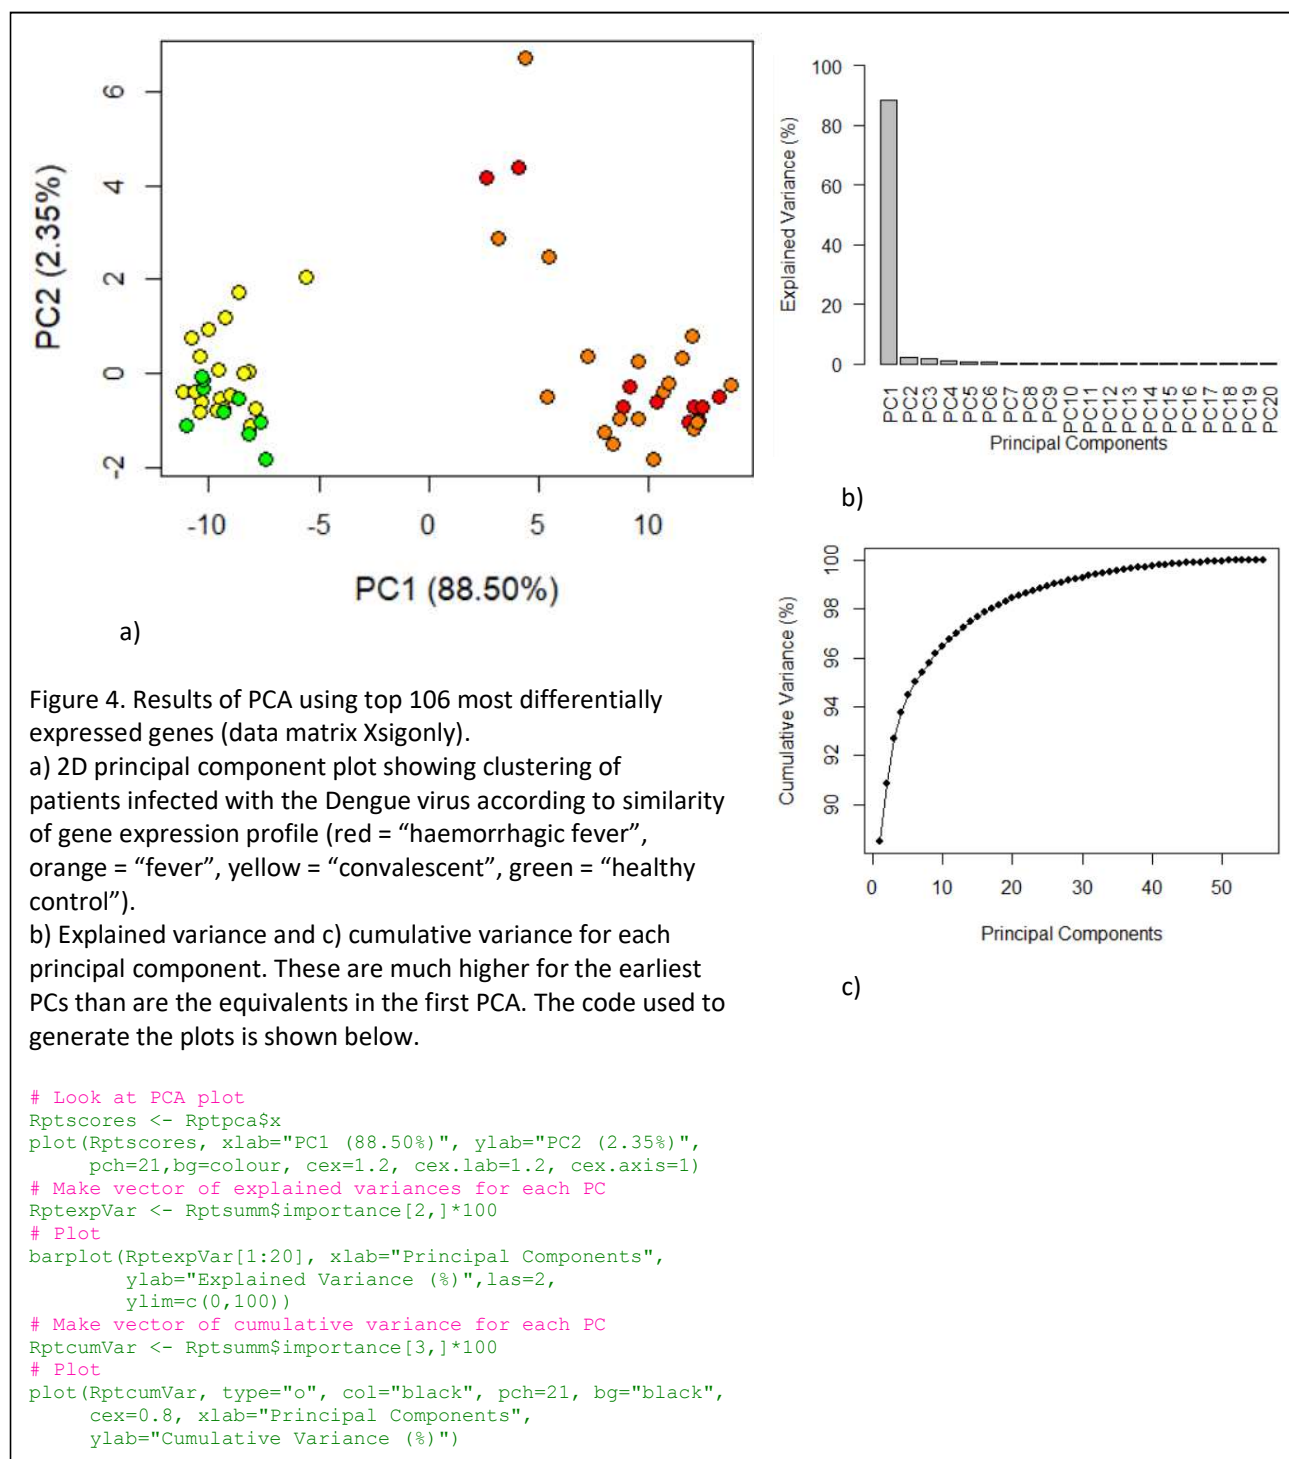 6
4
2
0
-2
PC2 (2.35%)
-10
-5
0
5
10
PC1 (88.50%)
a)
100
80
60
40
20
0
Explained Variance (%)
PC1
PC2
PC3
PC4
PC5
PC6
PC7
PC8
PC9
PC10
PC11
PC12
PC13
PC14
PC15
PC16
PC17
PC18
PC19
PC20
Principal Components
b)
100
98
96
94
92
90
Cumulative Variance (%)
0
10
20
30
40
50
Principal Components
c)
Figure 4. Results of PCA using top 106 most differentially
expressed genes (data matrix Xsigonly).
a) 2D principal component plot showing clustering of
patients infected with the Dengue virus according to similarity
of gene expression profile (red = “haemorrhagic fever”,
orange = “fever”, yellow = “convalescent”, green = “healthy
control”).
b) Explained variance and c) cumulative variance for each
principal component. These are much higher for the earliest
PCs than are the equivalents in the first PCA. The code used to
generate the plots is shown below.
# Look at PCA plot
Rptscores <- Rptpca$x
plot(Rptscores, xlab="PC1 (88.50%)", ylab="PC2 (2.35%)",
pch=21,bg=colour, cex=1.2, cex.lab=1.2, cex.axis=1)
# Make vector of explained variances for each PC
RptexpVar <- Rptsumm$importance[2,]*100
# Plot
barplot(RptexpVar[1:20], xlab="Principal Components",
ylab="Explained Variance (%)",las=2,
ylim=c(0,100))
# Make vector of cumulative variance for each PC
RptcumVar <- Rptsumm$importance[3,]*100
# Plot
plot(RptcumVar, type="o", col="black", pch=21, bg="black",
cex=0.8, xlab="Principal Components",
ylab="Cumulative Variance (%)")